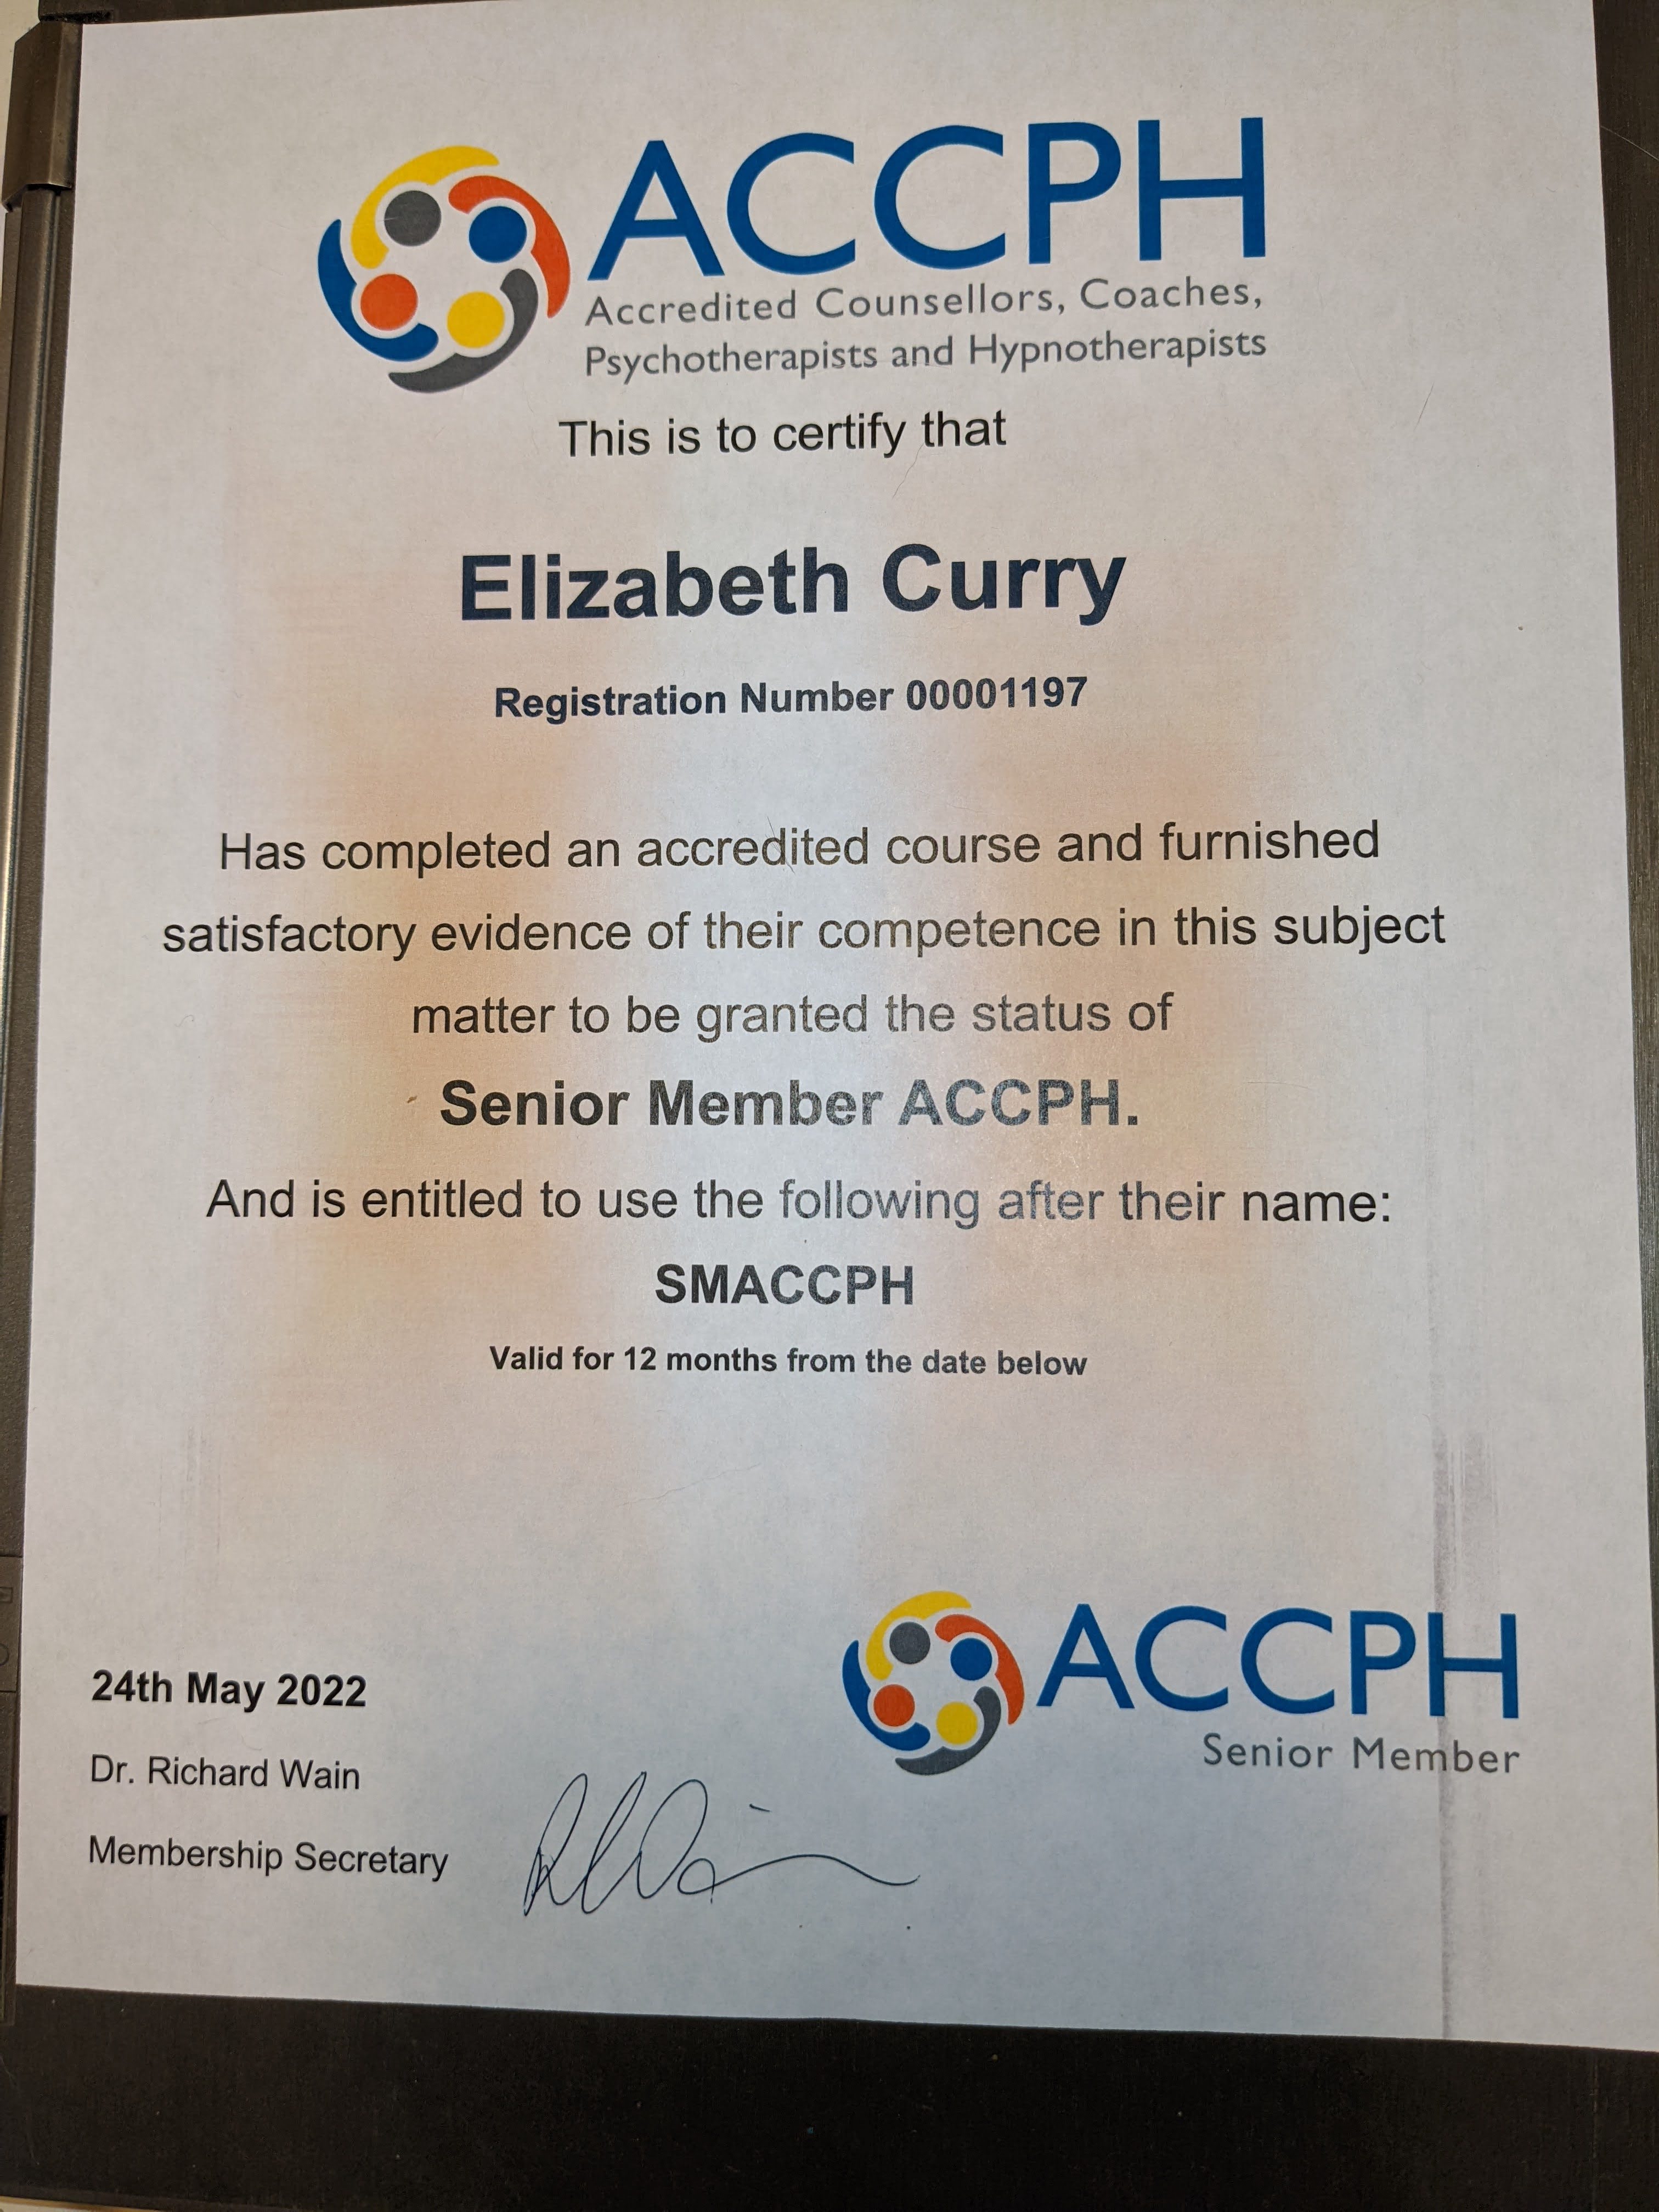 ACCPH
Accredited Counsellors, Coaches,
Psychotherapists and Hypnotherapists
This is to certify that
Elizabeth Curry
Registration Number 00001197
Has completed an accredited course and furnished
satisfactory evidence of their competence in this subject
matter to be granted the status of
Senior Member ACCPH.
And is entitled to use the following after their name:
SMACCPH
Valid for 12 months from the date below
ACCPH
Senior Member
24th May 2022
Dr. Richard Wain
Membership Secretary
R Wain